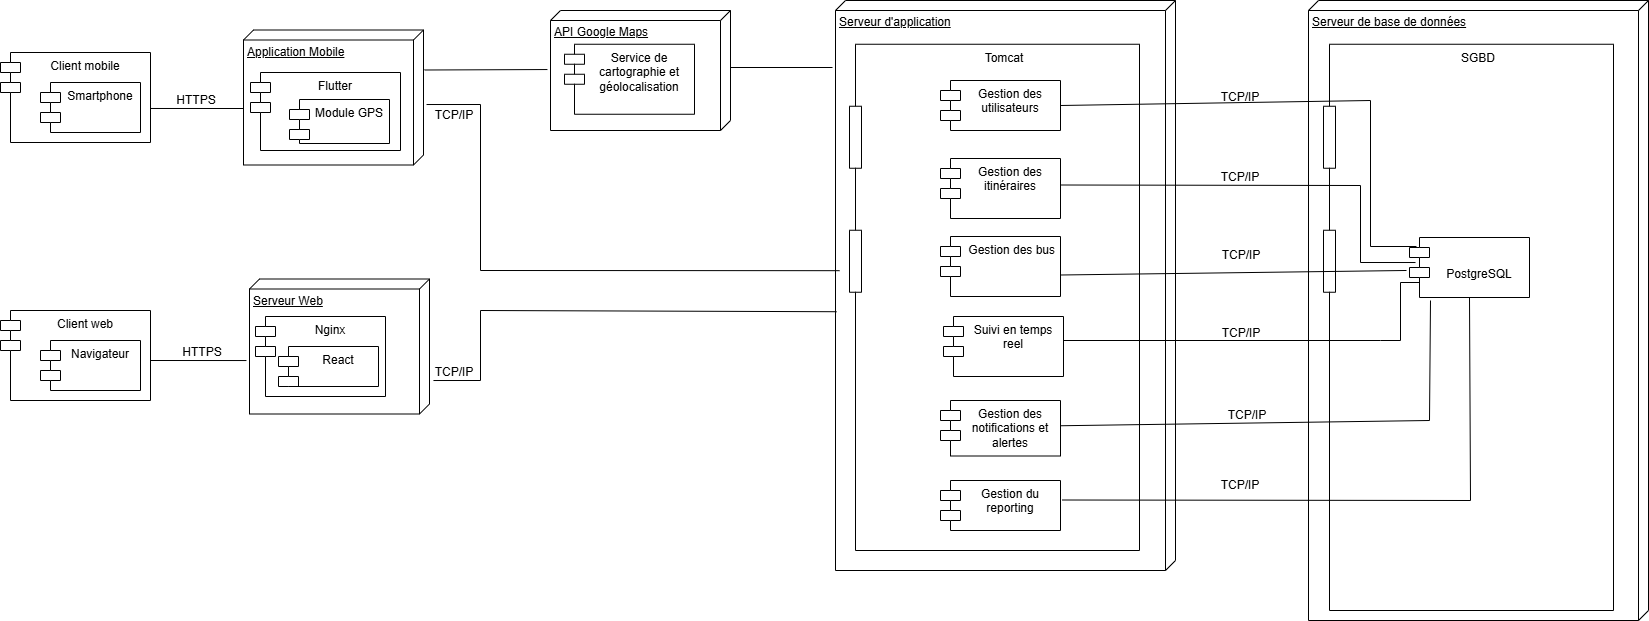 Client mobile
Smartphone
HTTPS
Application Mobile
Flutter
Module GPS
TCP/IP
API Google Maps
Service de
cartographie et
géolocalisation
Client web
Navigateur
HTTPS
Serveur Web
Nginx
React
TCP/IP
Serveur d'application
Tomcat
Gestion des
utilisateurs
Gestion des
itinéraires
Gestion des bus
Suivi en temps
reel
Gestion des
notifications et
alertes
Gestion du
reporting
TCP/IP
TCP/IP
TCP/IP
TCP/IP
TCP/IP
TCP/IP
Serveur de base de données
SGBD
PostgreSQL